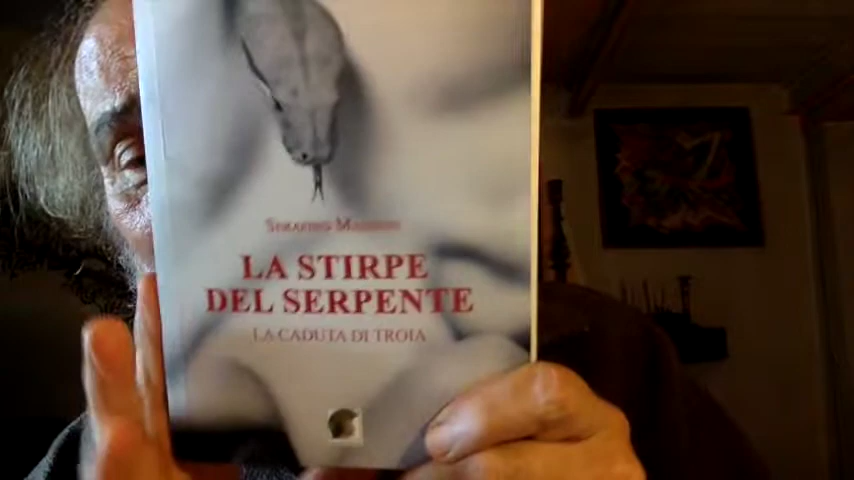 LA STIRPE
DEL SERPENTE
LA CADUTA DI TROIA